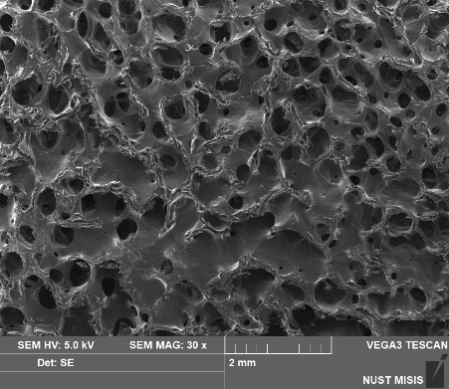 SEM HV: 5.0 kV SEM MAG: 30 x VEGA3 TESCAN
Det: SE 2 mm
NUST MISIS